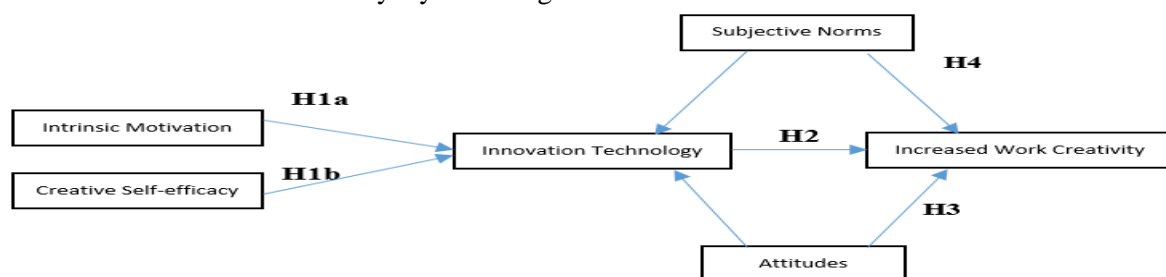 Subjective Norms
H4
H1a
Intrinsic Motivation
Innovation Technology
H2
Increased Work Creativity
Creative Self-efficacy
H1b
H3
Attitudes